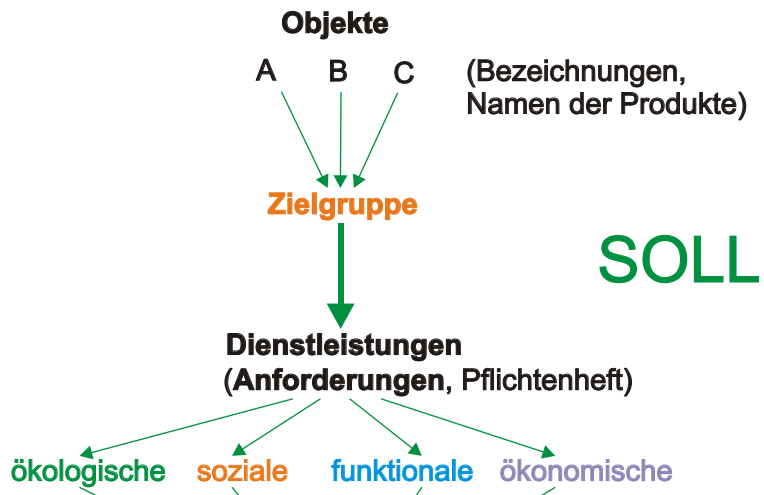 Objekte
A B C (Bezeichnungen,
Namen der Produkte)
Zielgruppe
SOLL
Dienstleistungen
(Anforderungen, Pflichtenheft)
ökologische soziale funktionale ökonomische